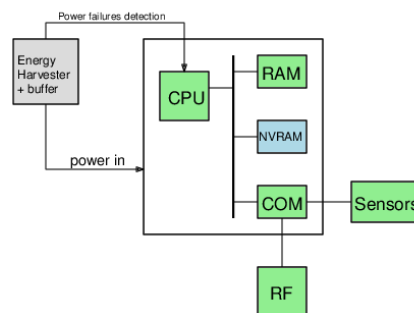 Power failures detection
Energy
Harvester
+ buffer
CPU
RAM
NVRAM
power in
COM
Sensors
RF